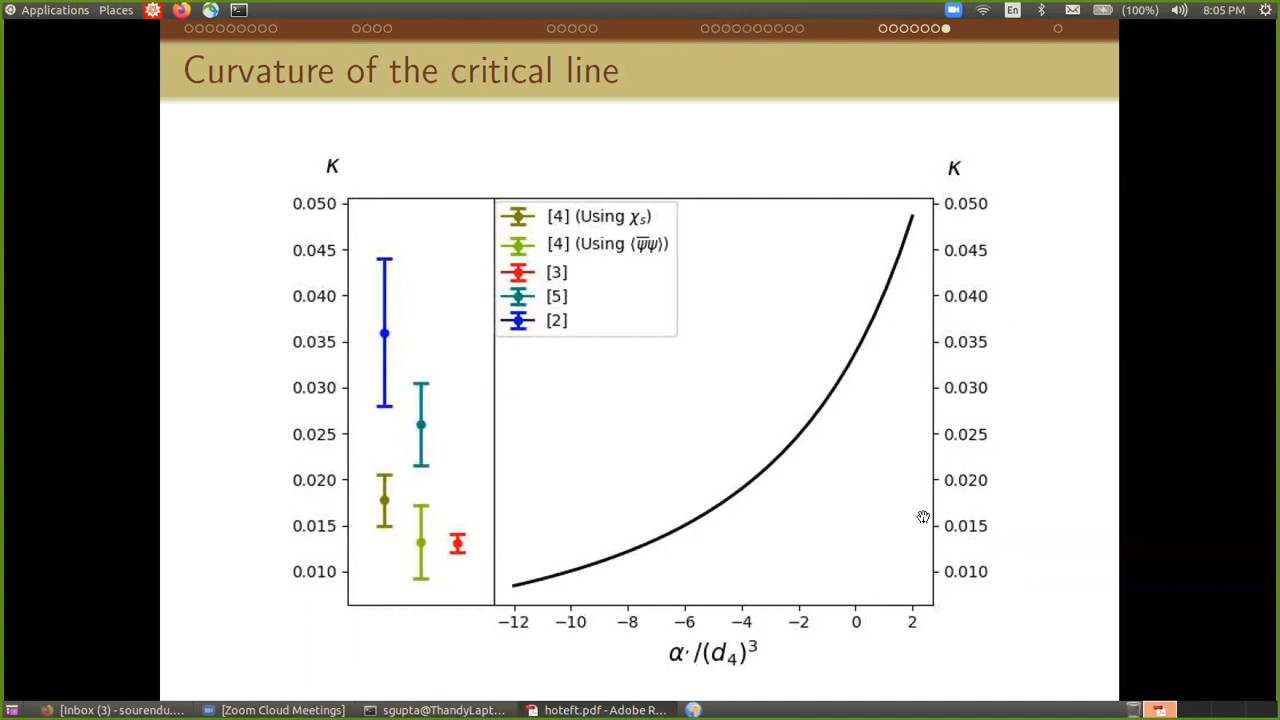 Applications Places En (100%) 8:05 PM
Curvature of the critical line
κ κ
0.050 0.050
0.045 0.045
0.040 0.040
0.035 0.035
0.030 0.030
0.025 0.025
0.020 0.020
0.015 0.015
0.010 0.010
[4] (Using χₛ)
[4] (Using ⟨ψ̅ψ⟩)
[3]
[5]
[2]
−12 −10 −8 −6 −4 −2 0 2
α'/(d₄)³
[Inbox (3) - sourendu.... [Zoom Cloud Meetings] sgupta@ThandyLapt... hoteft.pdf - Adobe R...